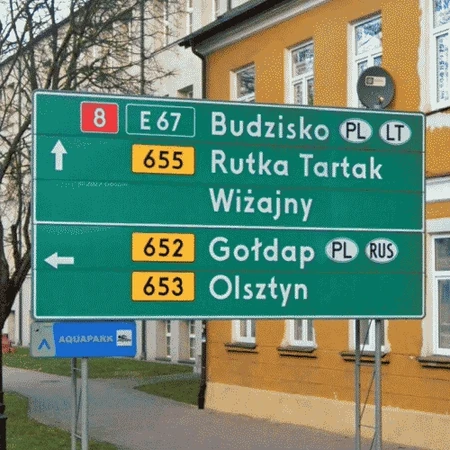 8 E 67 Budzisko PL LT
655 Rutka Tartak
Wiżajny
652 Gołdap PL RUS
653 Olsztyn
AQUAPARK